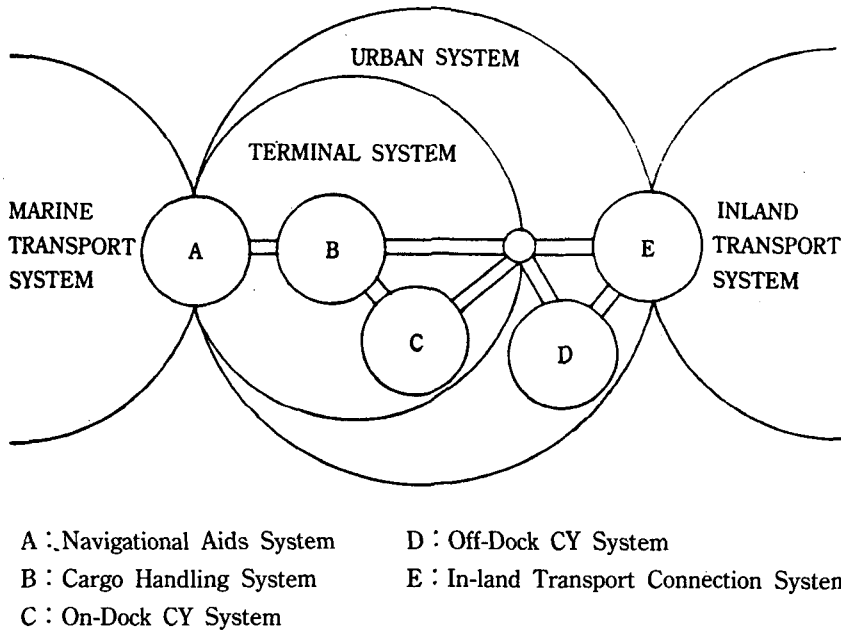 URBAN SYSTEM
TERMINAL SYSTEM
MARINE
TRANSPORT
SYSTEM
A
B
C
D
E
INLAND
TRANSPORT
SYSTEM
A : Navigational Aids System
B : Cargo Handling System
C : On-Dock CY System
D : Off-Dock CY System
E : In-land Transport Connection System